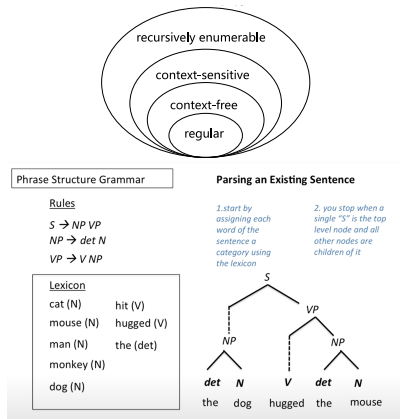 recursively enumerable
context-sensitive
context-free
regular
Phrase Structure Grammar
Rules
S → NP VP
NP → det N
VP → V NP
Lexicon
cat (N) hit (V)
mouse (N) hugged (V)
man (N) the (det)
monkey (N)
dog (N)
Parsing an Existing Sentence
1.start by
assigning each
word of the
sentence a
category using
the lexicon
2. you stop when
a single “S” is the top
level node and all
other nodes are
children of it
S
VP
NP NP
det N V det N
the dog hugged the mouse